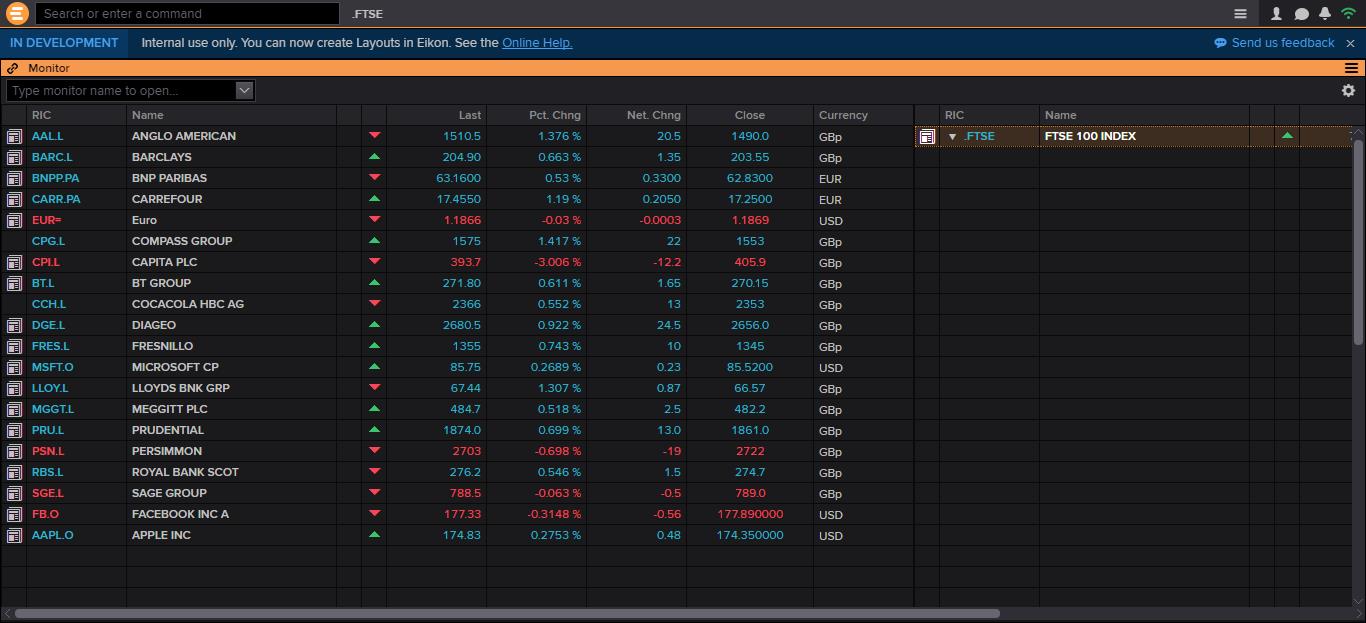 Search or enter a command .FTSE
IN DEVELOPMENT Internal use only. You can now create Layouts in Eikon. See the Online Help. Send us feedback
Monitor
Type monitor name to open...
RIC Name Last Pct. Chng Net. Chng Close Currency RIC Name
AAL.L ANGLO AMERICAN 1510.5 1.376 % 20.5 1490.0 GBp .FTSE FTSE 100 INDEX
BARC.L BARCLAYS 204.90 0.663 % 1.35 203.55 GBp
BNPP.PA BNP PARIBAS 63.1600 0.53 % 0.3300 62.8300 EUR
CARR.PA CARREFOUR 17.4550 1.19 % 0.2050 17.2500 EUR
EUR= Euro 1.1866 -0.03 % -0.0003 1.1869 USD
CPG.L COMPASS GROUP 1575 1.417 % 22 1553 GBp
CPI.L CAPITA PLC 393.7 -3.006 % -12.2 405.9 GBp
BT.L BT GROUP 271.80 0.611 % 1.65 270.15 GBp
CCH.L COCACOLA HBC AG 2366 0.552 % 13 2353 GBp
DGE.L DIAGEO 2680.5 0.922 % 24.5 2656.0 GBp
FRES.L FRESNILLO 1355 0.743 % 10 1345 GBp
MSFT.O MICROSOFT CP 85.75 0.2689 % 0.23 85.5200 USD
LLOY.L LLOYDS BNK GRP 67.44 1.307 % 0.87 66.57 GBp
MGGT.L MEGGITT PLC 484.7 0.518 % 2.5 482.2 GBp
PRU.L PRUDENTIAL 1874.0 0.699 % 13.0 1861.0 GBp
PSN.L PERSIMMON 2703 -0.698 % -19 2722 GBp
RBS.L ROYAL BANK SCOT 276.2 0.546 % 1.5 274.7 GBp
SGE.L SAGE GROUP 788.5 -0.063 % -0.5 789.0 GBp
FB.O FACEBOOK INC A 177.33 -0.3148 % -0.56 177.890000 USD
AAPL.O APPLE INC 174.83 0.2753 % 0.48 174.350000 USD